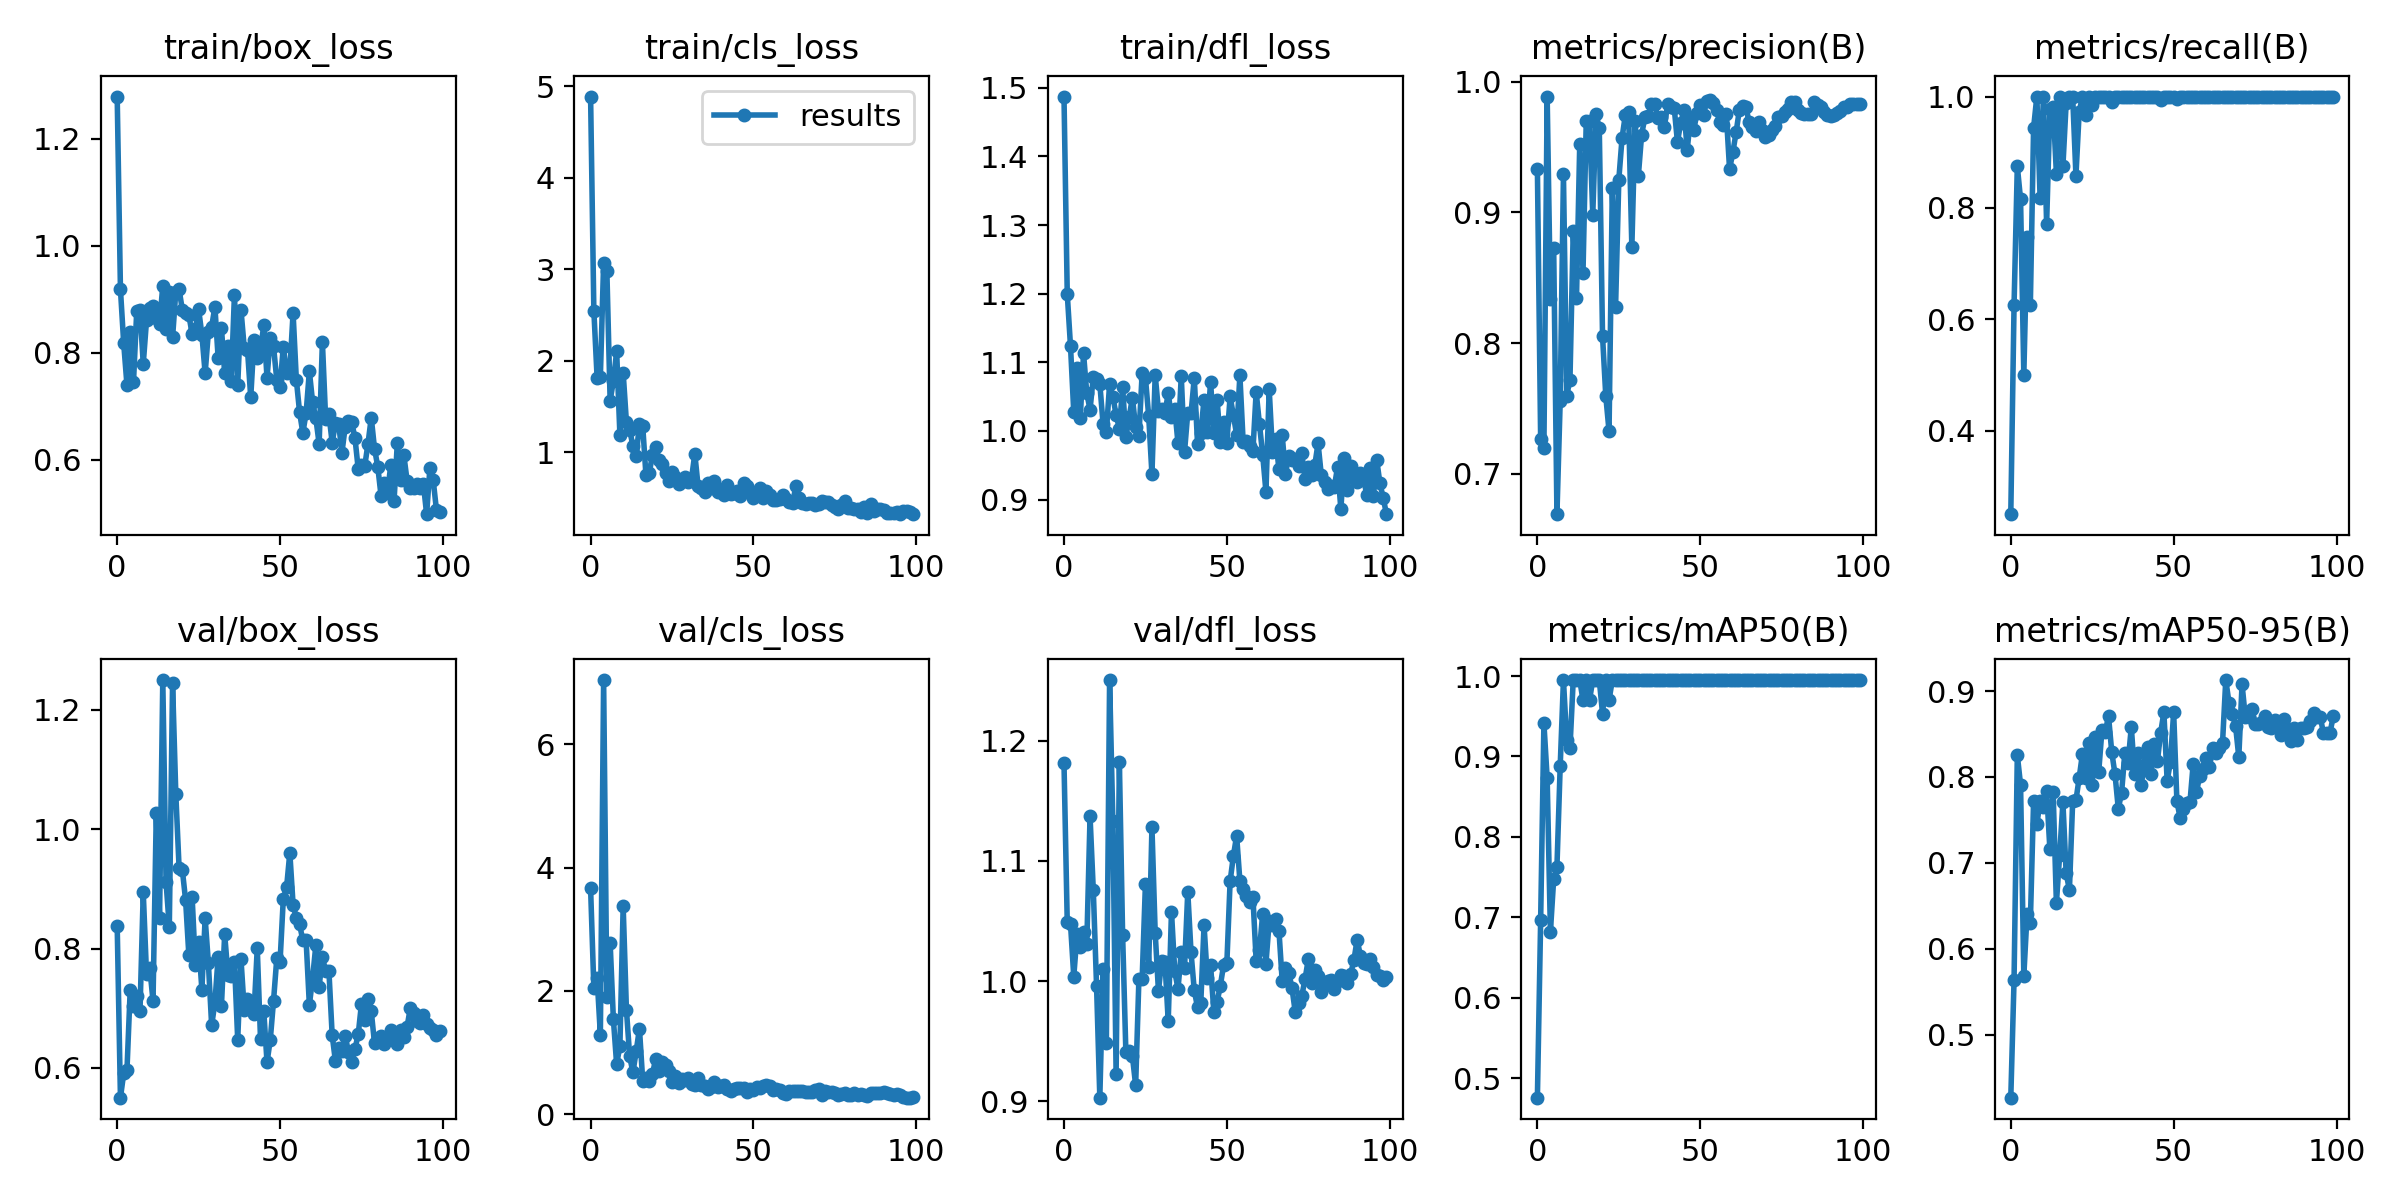 train/box_loss
1.2
1.0
0.8
0.6
0 50 100
train/cls_loss
results
5
4
3
2
1
0 50 100
train/dfl_loss
1.5
1.4
1.3
1.2
1.1
1.0
0.9
0 50 100
metrics/precision(B)
1.0
0.9
0.8
0.7
0 50 100
metrics/recall(B)
1.0
0.8
0.6
0.4
0 50 100
val/box_loss
1.2
1.0
0.8
0.6
0 50 100
val/cls_loss
6
4
2
0
0 50 100
val/dfl_loss
1.2
1.1
1.0
0.9
0 50 100
metrics/mAP50(B)
1.0
0.9
0.8
0.7
0.6
0.5
0 50 100
metrics/mAP50-95(B)
0.9
0.8
0.7
0.6
0.5
0 50 100